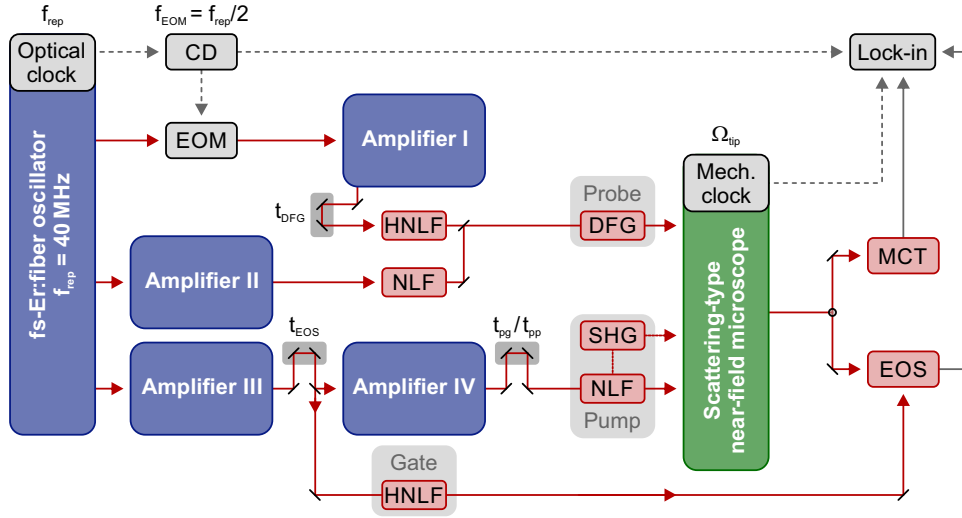 f_rep
f_EOM = f_rep/2
Optical
clock
CD
Lock-in
fs-Er:fiber oscillator
f_rep = 40 MHz
EOM
Amplifier I
Ω_tip
Mech.
clock
t_DFG
HNLF
Probe
DFG
Amplifier II
NLF
MCT
Scattering-type
near-field microscope
t_EOS
t_pg / t_pp
SHG
Amplifier III
Amplifier IV
NLF
EOS
Pump
Gate
HNLF